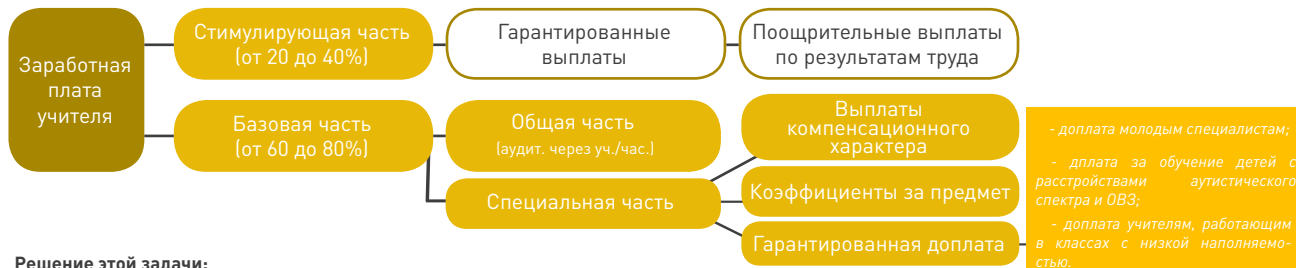 Заработная
плата
учителя
Стимулирующая часть
(от 20 до 40%)
Гарантированные
выплаты
Поощрительные выплаты
по результатам труда
Базовая часть
(от 60 до 80%)
Общая часть
(аудит. через уч./час.)
Специальная часть
Выплаты
компенсационного
характера
Коэффициенты за предмет
Гарантированная доплата
- доплата молодым специалистам;
- дплата за обучение детей с
расстройствами аутистического
спектра и ОВЗ;
- доплата учителям, работающим
в классах с низкой наполняемо-
стью.
Решение этой задачи: